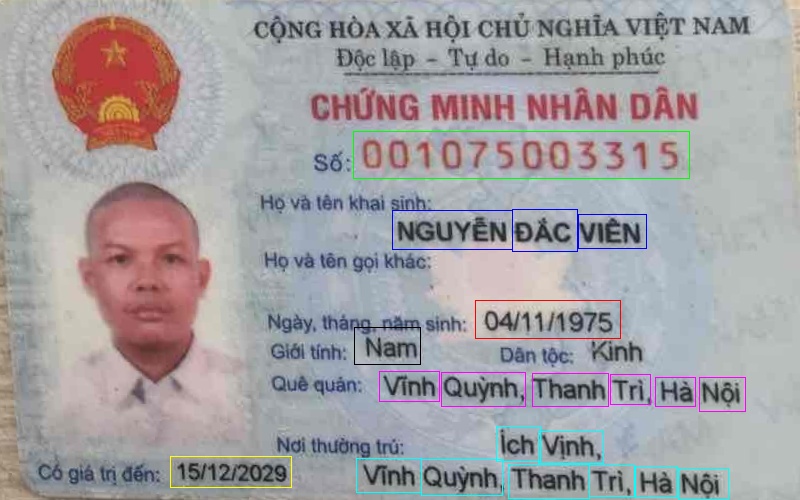 CỘNG HÒA XÃ HỘI CHỦ NGHĨA VIỆT NAM
Độc lập - Tự do - Hạnh phúc
CHỨNG MINH NHÂN DÂN
Số: 001075003315
Họ và tên khai sinh:
NGUYỄN ĐẮC VIÊN
Họ và tên gọi khác:
Ngày, tháng, năm sinh: 04/11/1975
Giới tính: Nam Dân tộc: Kinh
Quê quán: Vĩnh Quỳnh, Thanh Trì, Hà Nội
Nơi thường trú: Ích Vịnh,
Vĩnh Quỳnh, Thanh Trì, Hà Nội
Có giá trị đến: 15/12/2029